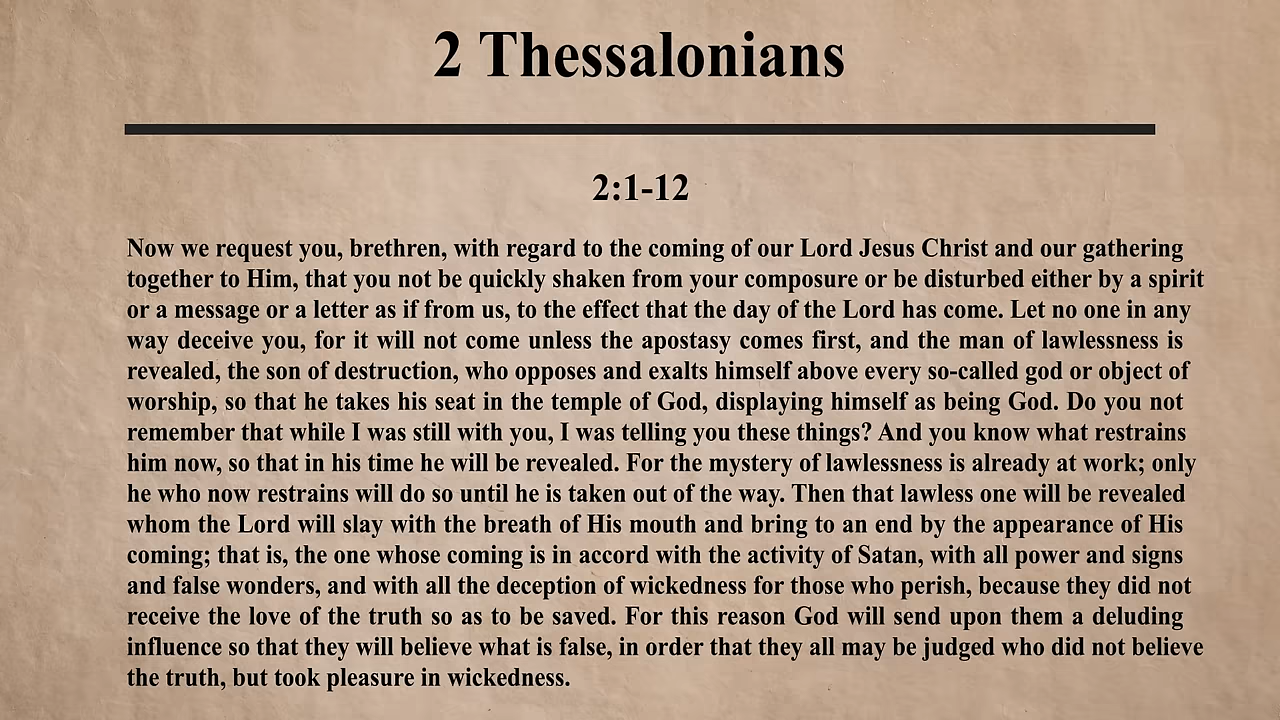 2 Thessalonians
2:1-12
Now we request you, brethren, with regard to the coming of our Lord Jesus Christ and our gathering
together to Him, that you not be quickly shaken from your composure or be disturbed either by a spirit
or a message or a letter as if from us, to the effect that the day of the Lord has come. Let no one in any
way deceive you, for it will not come unless the apostasy comes first, and the man of lawlessness is
revealed, the son of destruction, who opposes and exalts himself above every so-called god or object of
worship, so that he takes his seat in the temple of God, displaying himself as being God. Do you not
remember that while I was still with you, I was telling you these things? And you know what restrains
him now, so that in his time he will be revealed. For the mystery of lawlessness is already at work; only
he who now restrains will do so until he is taken out of the way. Then that lawless one will be revealed
whom the Lord will slay with the breath of His mouth and bring to an end by the appearance of His
coming; that is, the one whose coming is in accord with the activity of Satan, with all power and signs
and false wonders, and with all the deception of wickedness for those who perish, because they did not
receive the love of the truth so as to be saved. For this reason God will send upon them a deluding
influence so that they will believe what is false, in order that they all may be judged who did not believe
the truth, but took pleasure in wickedness.